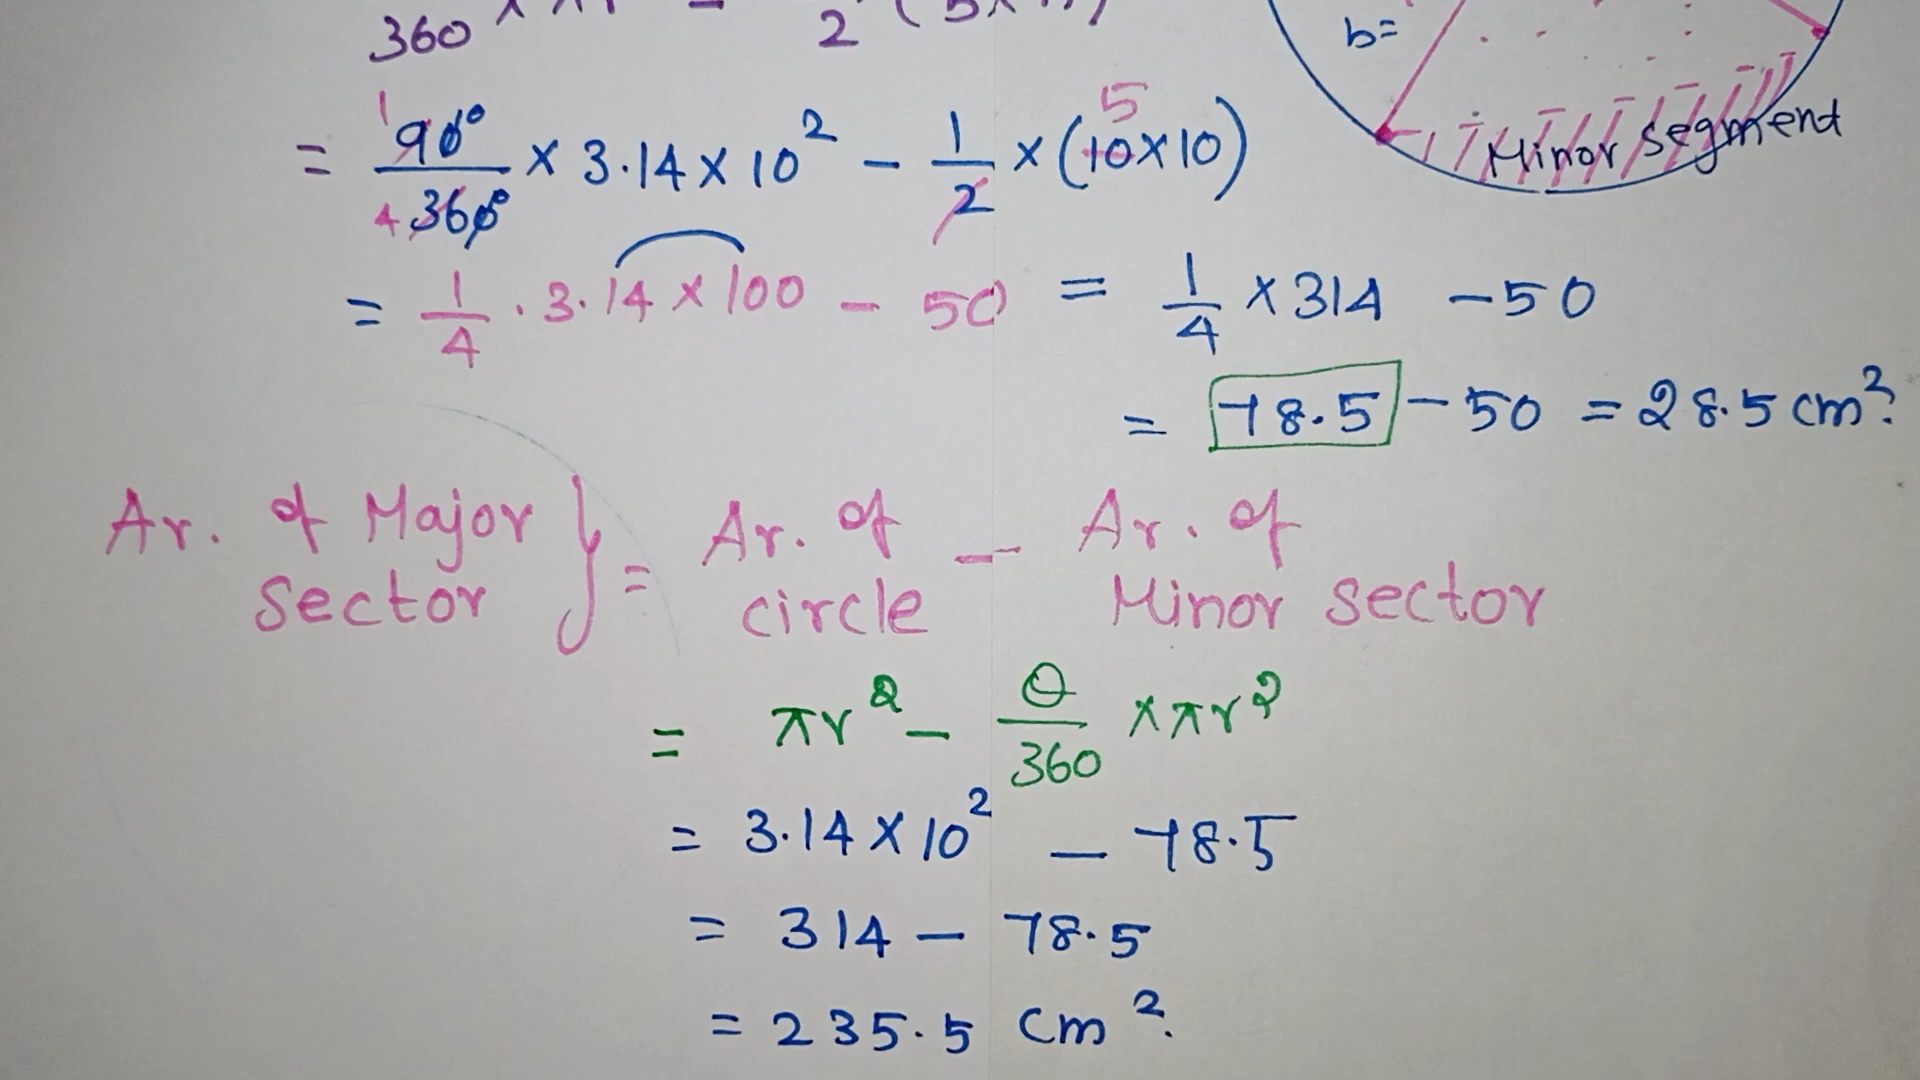 360 2
b=
= 90°/360° × 3.14 × 10² − 1/2 × (10×10)
1 4 5
Minor segment
= 1/4 . 3.14 × 100 − 50 = 1/4 × 314 − 50
= 78.5 − 50 = 28.5 cm².
Ar. of Major sector } = Ar. of circle − Ar. of Minor sector
= πr² − θ/360 × πr²
= 3.14 × 10² − 78.5
= 314 − 78.5
= 235.5 cm².